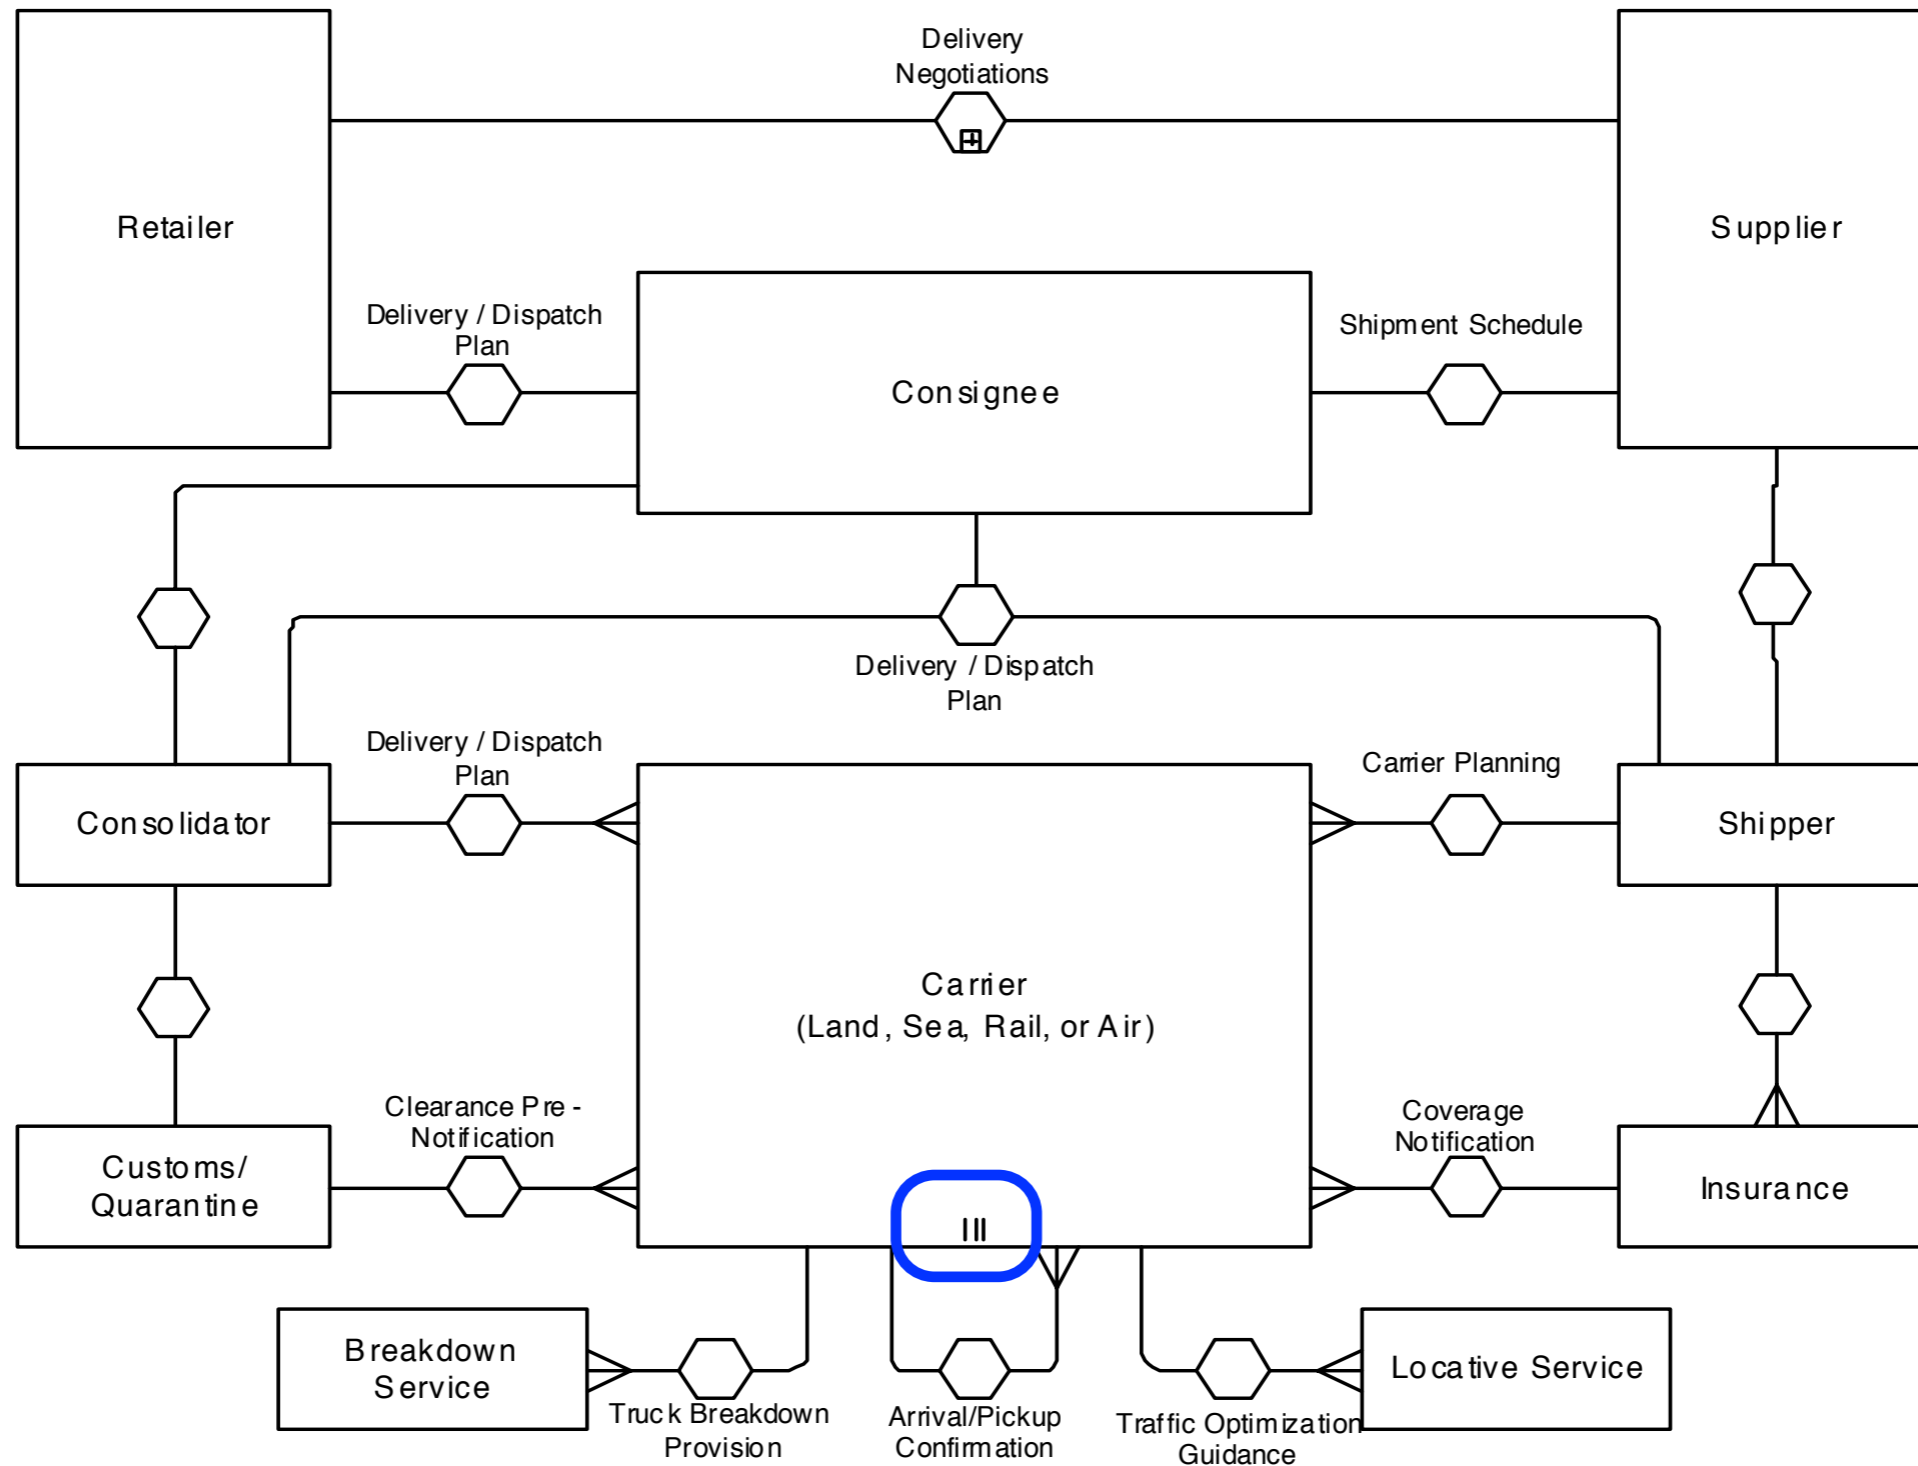 Delivery
Negotiations
Retailer
Supplier
Delivery / Dispatch
Plan
Shipment Schedule
Consignee
Delivery / Dispatch
Plan
Delivery / Dispatch
Plan
Carrier Planning
Consolidator
Shipper
Carrier
(Land, Sea, Rail, or Air)
Clearance Pre -
Notification
Coverage
Notification
Customs/
Quarantine
Insurance
Breakdown
Service
Locative Service
Truck Breakdown
Provision
Arrival/Pickup
Confirmation
Traffic Optimization
Guidance